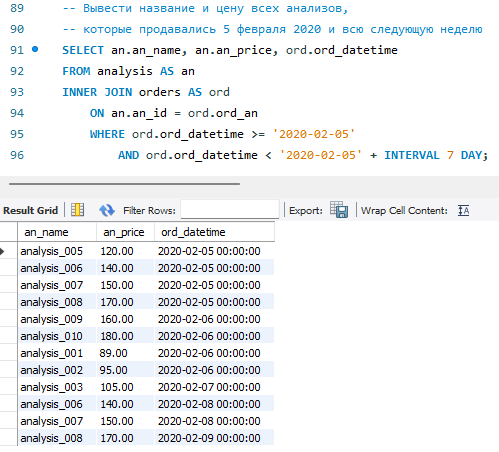 89 -- Вывести название и цену всех анализов,
90 -- которые продавались 5 февраля 2020 и всю следующую неделю
91 SELECT an.an_name, an.an_price, ord.ord_datetime
92 FROM analysis AS an
93 INNER JOIN orders AS ord
94 ON an.an_id = ord.ord_an
95 WHERE ord.ord_datetime >= '2020-02-05'
96 AND ord.ord_datetime < '2020-02-05' + INTERVAL 7 DAY;
Result Grid Filter Rows: Export: Wrap Cell Content: IA
an_name an_price ord_datetime
analysis_005 120.00 2020-02-05 00:00:00
analysis_006 140.00 2020-02-05 00:00:00
analysis_007 150.00 2020-02-05 00:00:00
analysis_008 170.00 2020-02-05 00:00:00
analysis_009 160.00 2020-02-06 00:00:00
analysis_010 180.00 2020-02-06 00:00:00
analysis_001 89.00 2020-02-06 00:00:00
analysis_002 95.00 2020-02-06 00:00:00
analysis_003 105.00 2020-02-07 00:00:00
analysis_006 140.00 2020-02-08 00:00:00
analysis_007 150.00 2020-02-08 00:00:00
analysis_008 170.00 2020-02-09 00:00:00